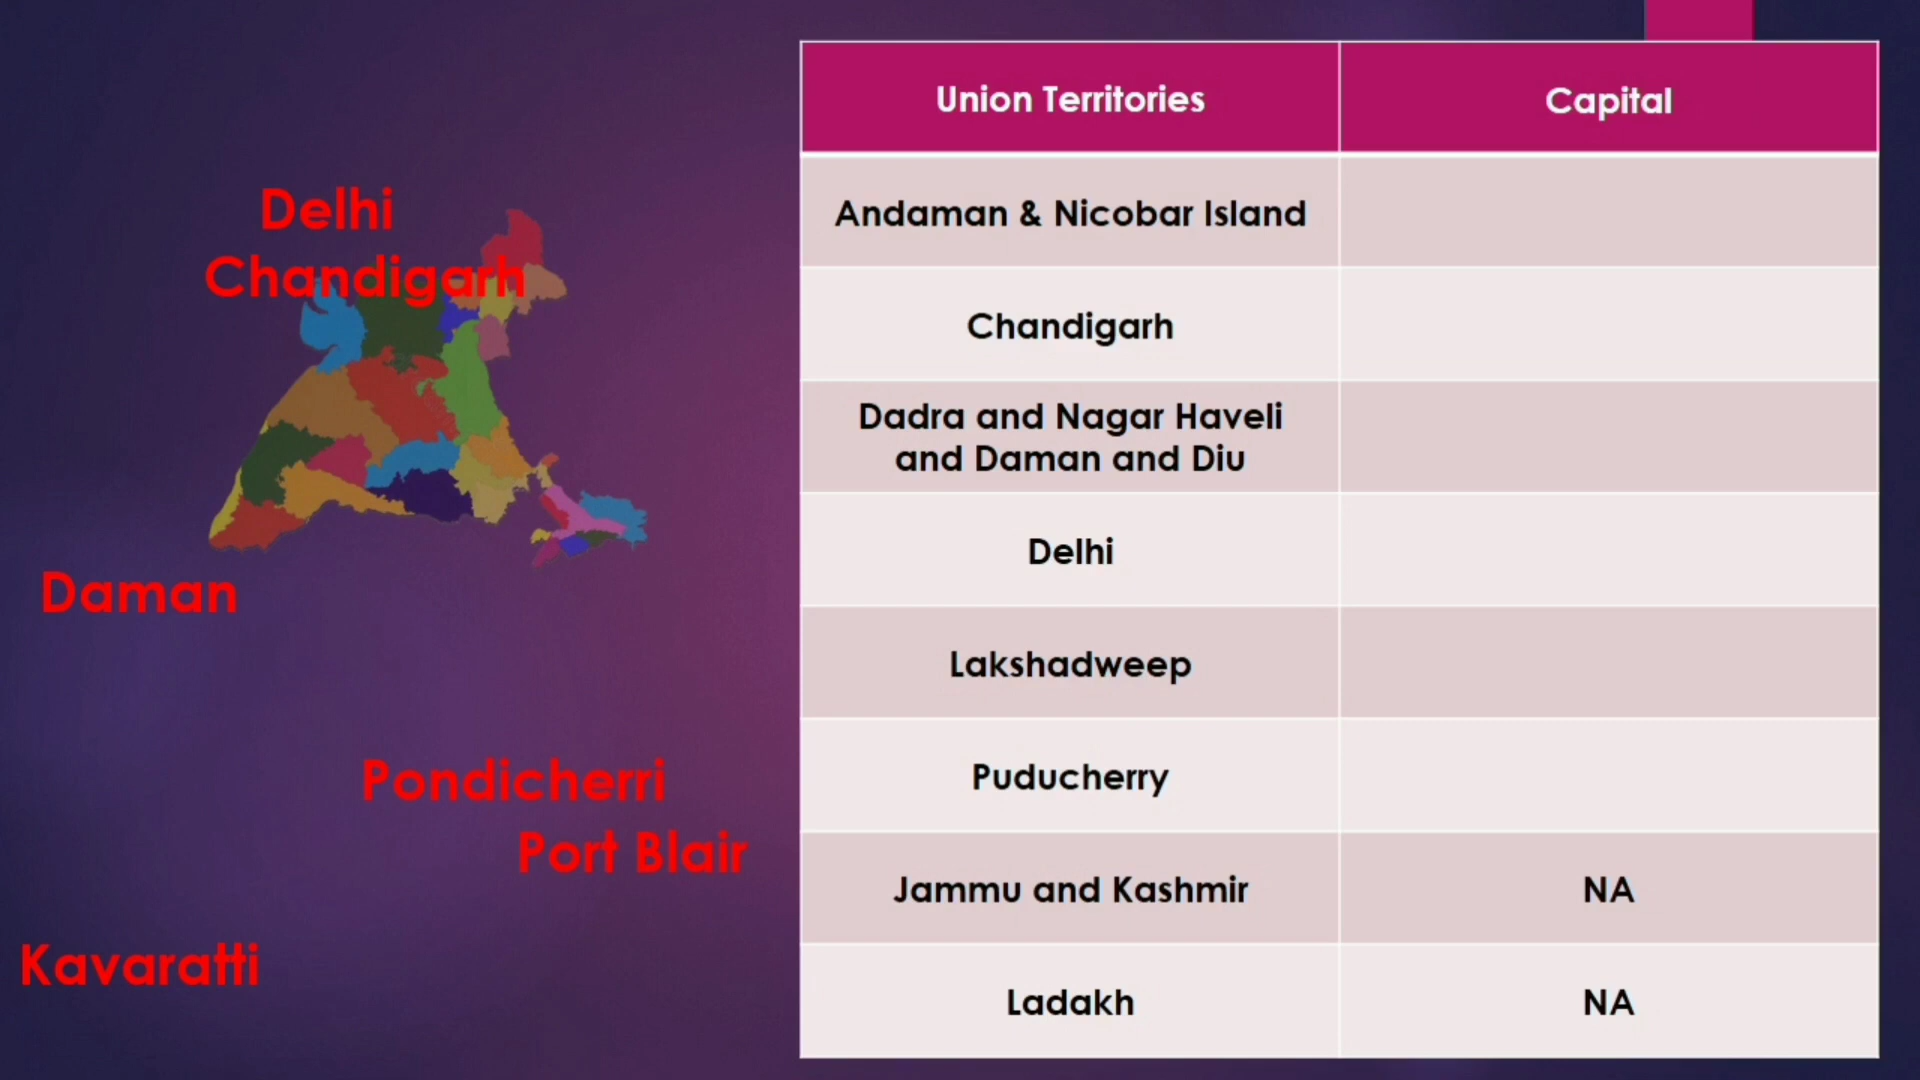 Delhi
Chandigarh
Daman
Pondicherri
Port Blair
Kavaratti
Union Territories
Capital
Andaman & Nicobar Island
Chandigarh
Dadra and Nagar Haveli
and Daman and Diu
Delhi
Lakshadweep
Puducherry
Jammu and Kashmir
NA
Ladakh
NA